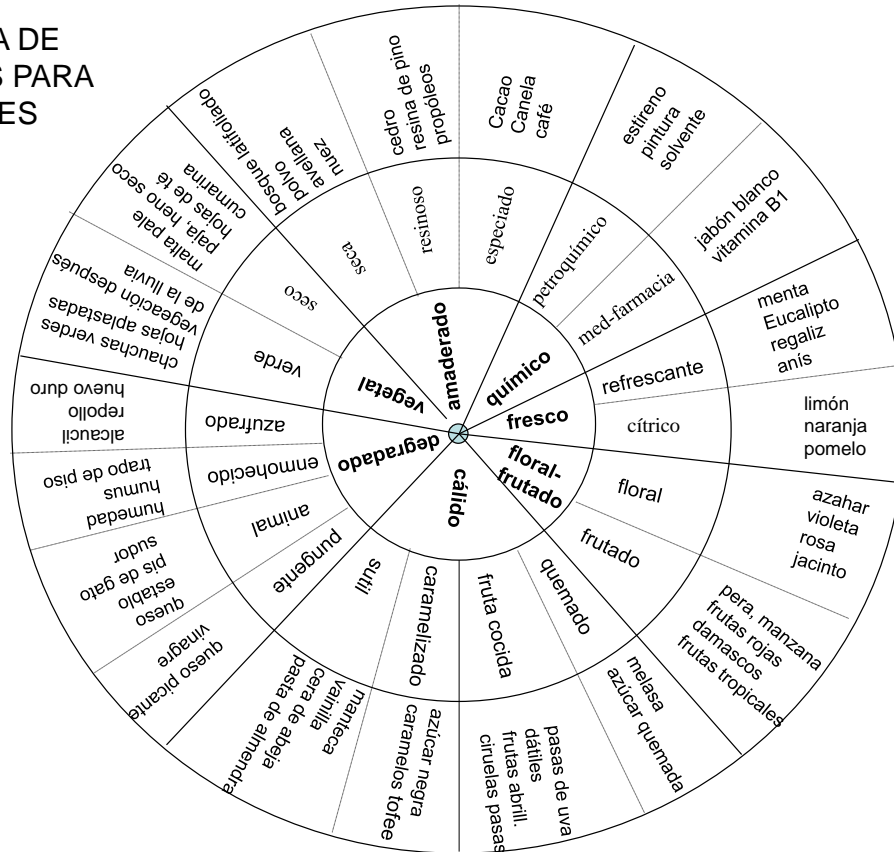 A DE
S PARA
ES
amaderado
químico
fresco
floral-
frutado
cálido
degradado
vegetal
resinoso
especiado
petroquímico
med-farmacia
refrescante
cítrico
floral
frutado
quemado
fruta cocida
caramelizado
sutil
pungente
animal
enmohecido
azufrado
verde
seco
seca
cedro
resina de pino
propóleos
Cacao
Canela
café
estireno
pintura
solvente
jabón blanco
vitamina B1
menta
Eucalipto
regaliz
anís
limón
naranja
pomelo
azahar
violeta
rosa
jacinto
pera, manzana
frutas rojas
damascos
frutas tropicales
melasa
azúcar quemada
pasas de uva
dátiles
frutas abrill.
ciruelas pasas
azúcar negra
caramelos tofee
manteca
vainilla
cera de abeja
pasta de almendra
queso picante
vinagre
queso
establo
pis de gato
sudor
humedad
humus
trapo de piso
alcaucil
repollo
huevo duro
chauchas verdes
hojas aplastadas
vegeación después
de la lluvia
malta pale
paja, heno seco
hojas de té
cumarina
bosque latifoliado
polvo
avellana
nuez